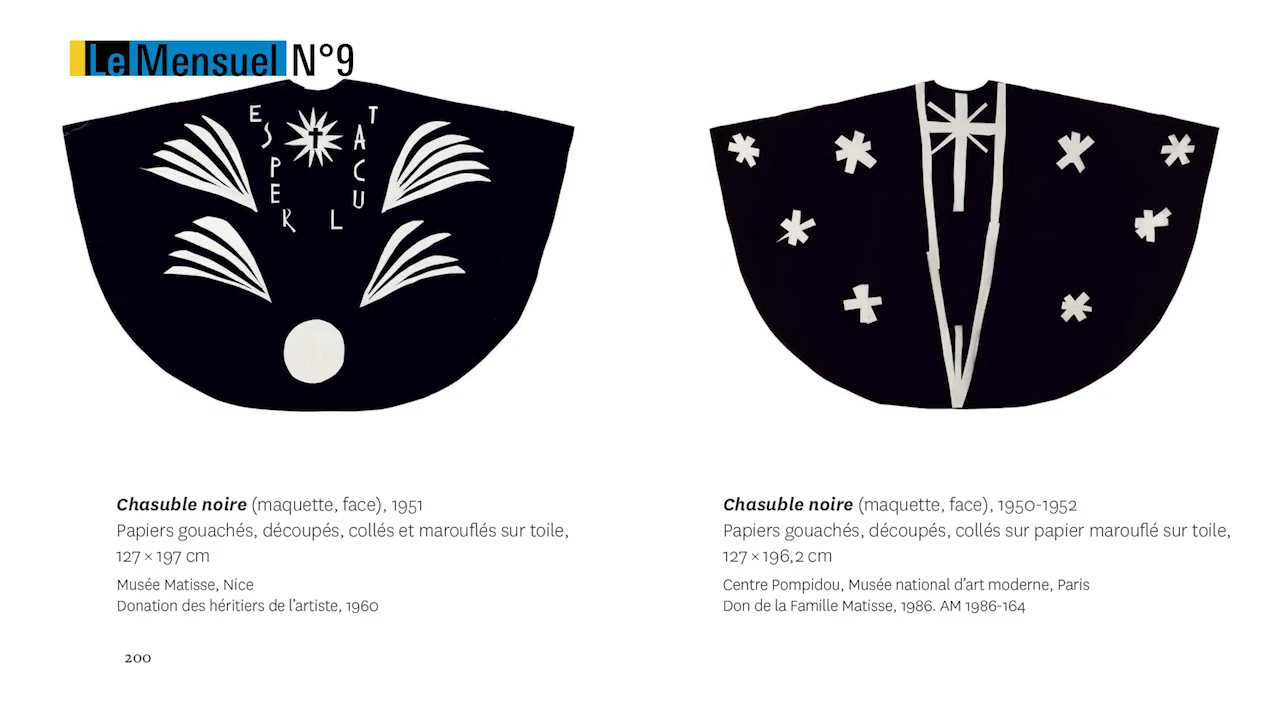 Le Mensuel N°9
ESPERLUCAT
Chasuble noire (maquette, face), 1951
Papiers gouachés, découpés, collés et marouflés sur toile,
127 × 197 cm
Musée Matisse, Nice
Donation des héritiers de l'artiste, 1960
200
Chasuble noire (maquette, face), 1950-1952
Papiers gouachés, découpés, collés sur papier marouflé sur toile,
127 × 196,2 cm
Centre Pompidou, Musée national d'art moderne, Paris
Don de la Famille Matisse, 1986. AM 1986-164